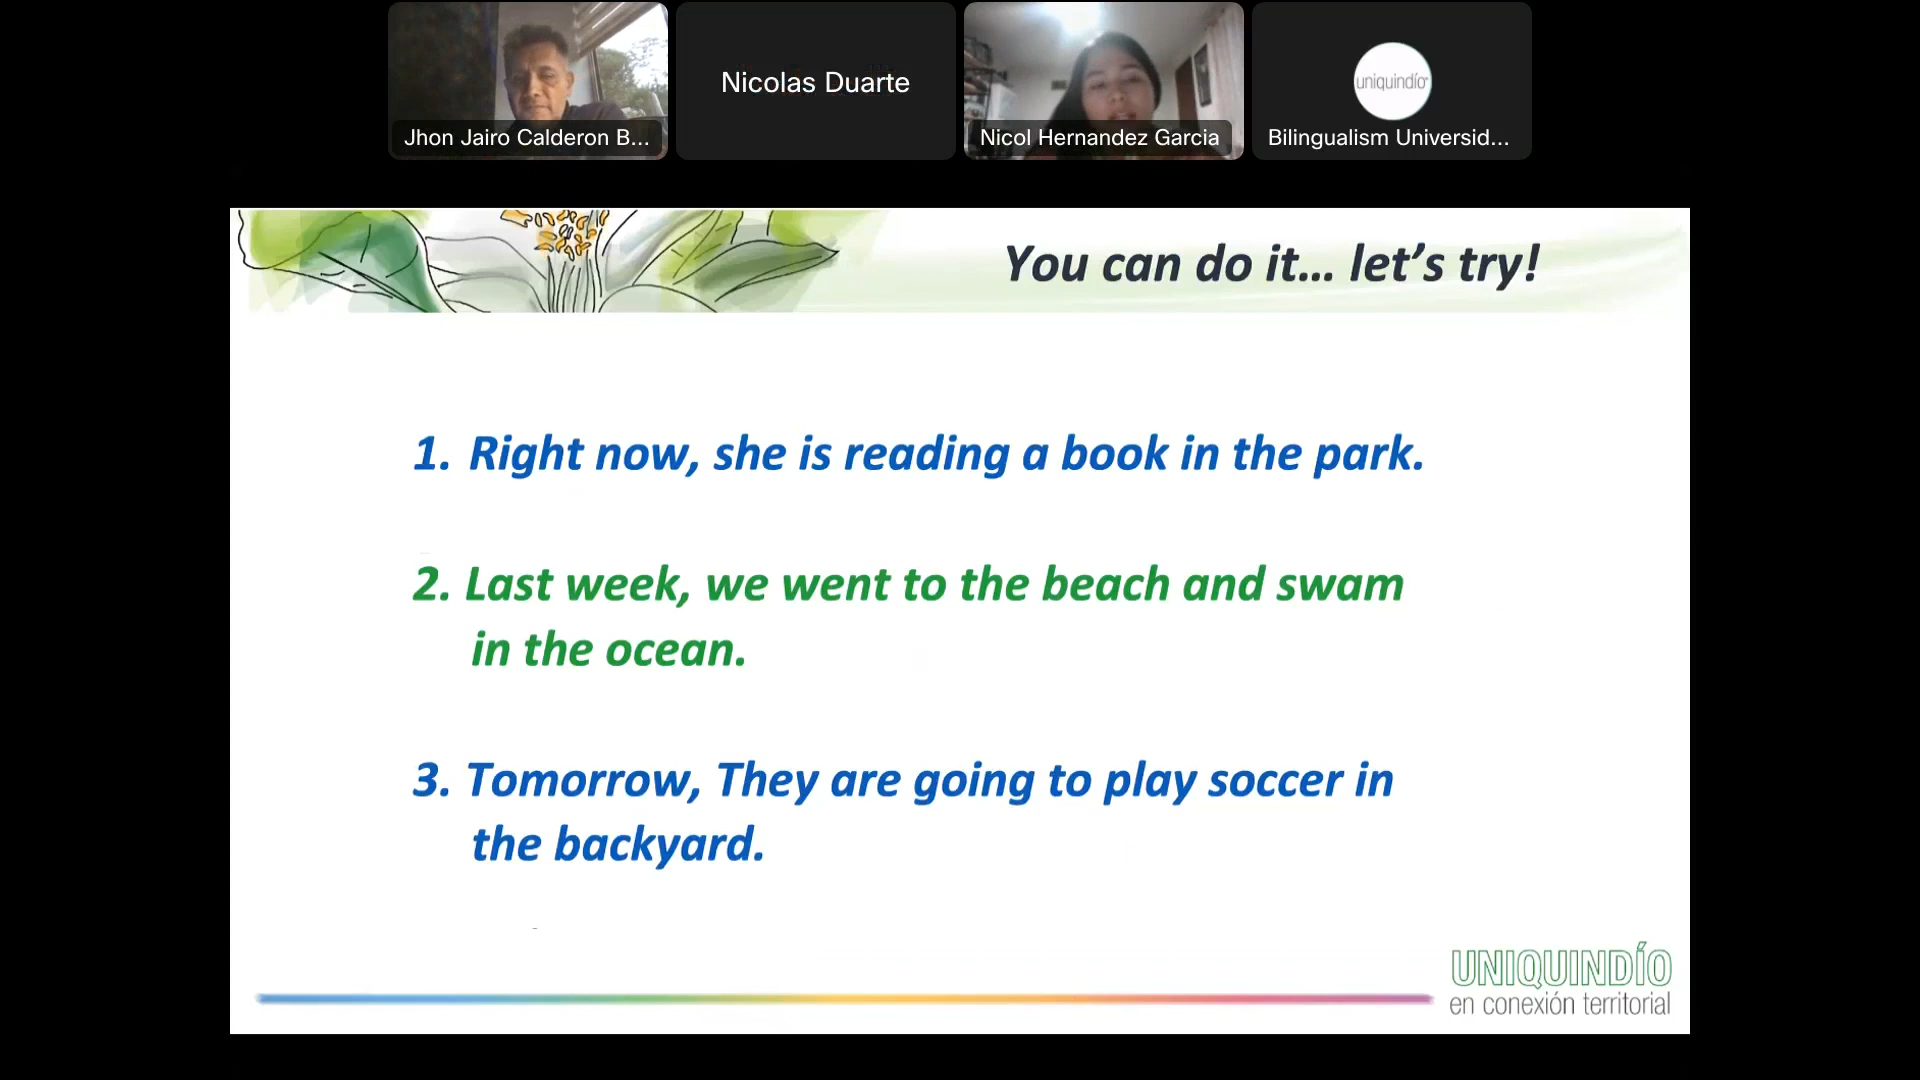 Jhon Jairo Calderon B...
Nicolas Duarte
Nicol Hernandez Garcia
uniquindío
Bilingualism Universid...
You can do it... let's try!
1. Right now, she is reading a book in the park.
2. Last week, we went to the beach and swam
in the ocean.
3. Tomorrow, They are going to play soccer in
the backyard.
UNIQUINDÍO
en conexión territorial